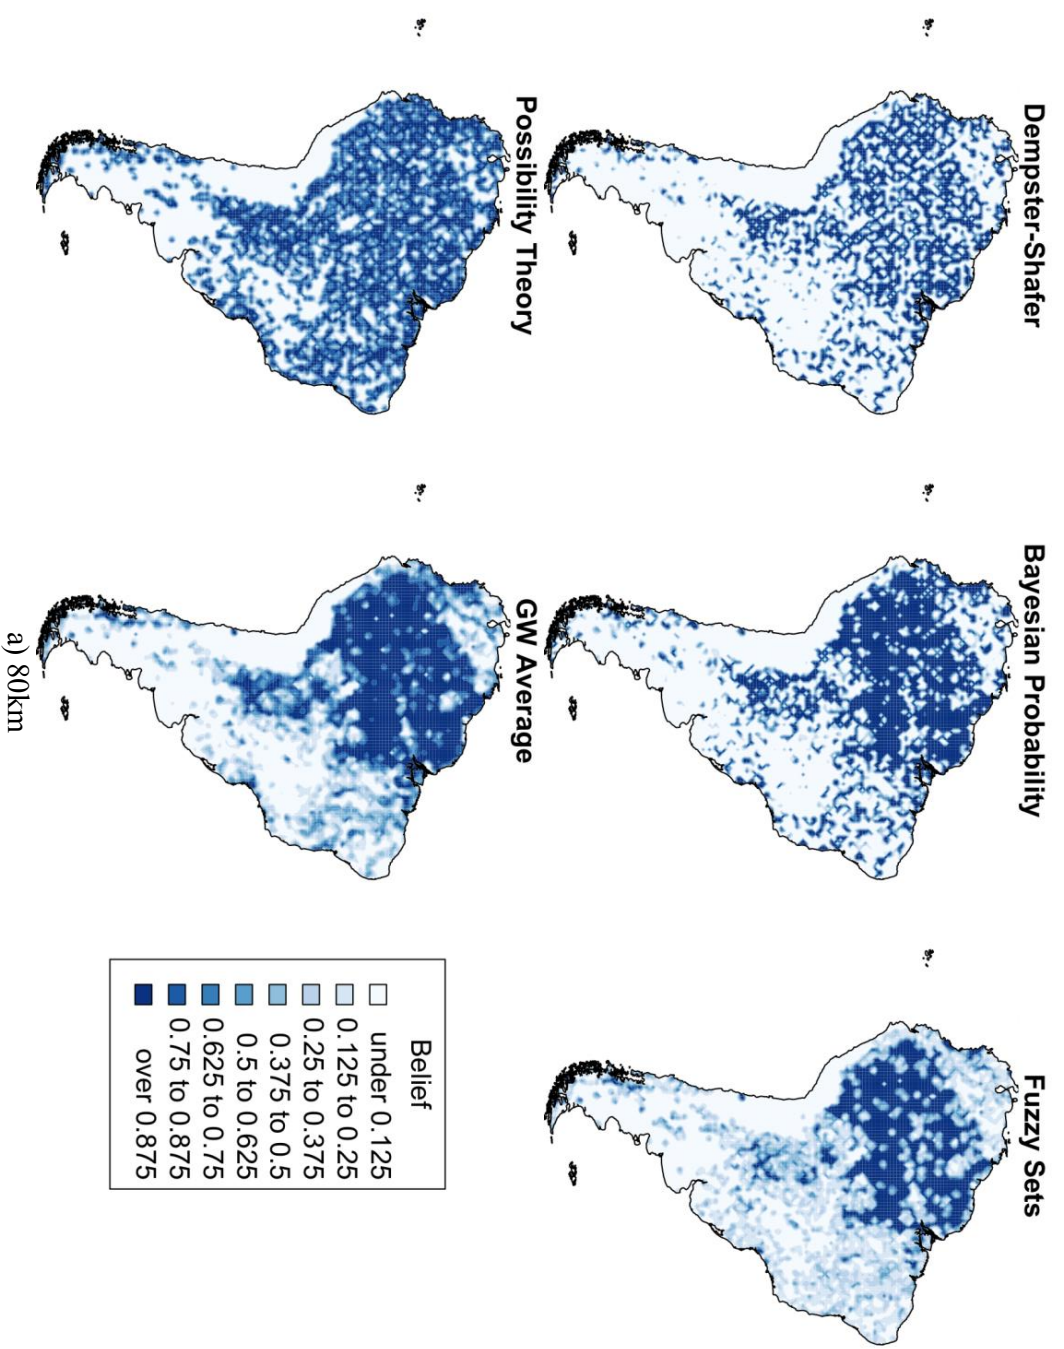 Dempster-Shafer
Bayesian Probability
Fuzzy Sets
Possibility Theory
GW Average
Belief
under 0.125
0.125 to 0.25
0.25 to 0.375
0.375 to 0.5
0.5 to 0.625
0.625 to 0.75
0.75 to 0.875
over 0.875
a) 80km